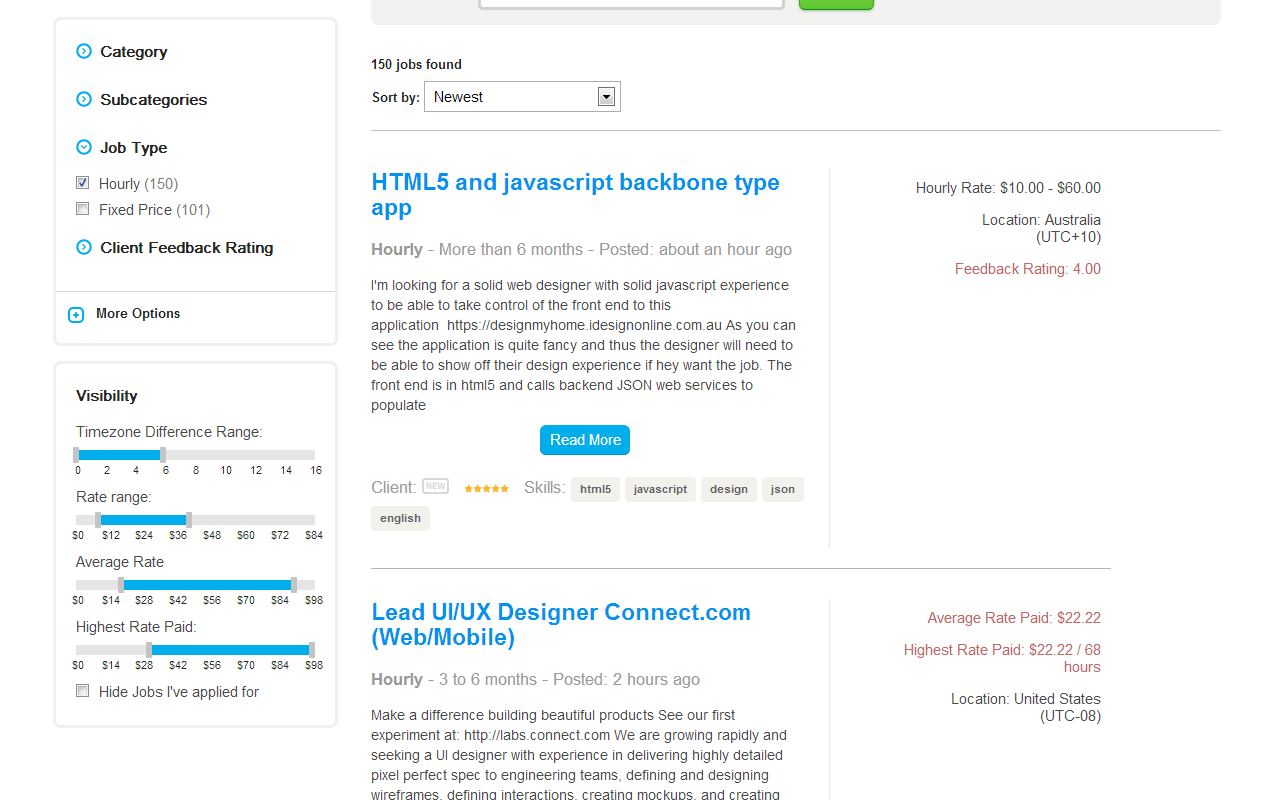 Category
Subcategories
Job Type
Hourly (150)
Fixed Price (101)
Client Feedback Rating
More Options
Visibility
Timezone Difference Range:
0 2 4 6 8 10 12 14 16
Rate range:
$0 $12 $24 $36 $48 $60 $72 $84
Average Rate
$0 $14 $28 $42 $56 $70 $84 $98
Highest Rate Paid:
$0 $14 $28 $42 $56 $70 $84 $98
Hide Jobs I've applied for
150 jobs found
Sort by: Newest
HTML5 and javascript backbone type
app
Hourly - More than 6 months - Posted: about an hour ago
I'm looking for a solid web designer with solid javascript experience
to be able to take control of the front end to this
application  https://designmyhome.idesignonline.com.au As you can
see the application is quite fancy and thus the designer will need to
be able to show off their design experience if hey want the job. The
front end is in html5 and calls backend JSON web services to
populate
Read More
Client: NEW Skills: html5 javascript design json
english
Hourly Rate: $10.00 - $60.00
Location: Australia
(UTC+10)
Feedback Rating: 4.00
Lead UI/UX Designer Connect.com
(Web/Mobile)
Hourly - 3 to 6 months - Posted: 2 hours ago
Make a difference building beautiful products See our first
experiment at: http://labs.connect.com We are growing rapidly and
seeking a UI designer with experience in delivering highly detailed
pixel perfect spec to engineering teams, defining and designing
wireframes, defining interactions, creating mockups, and creating
Average Rate Paid: $22.22
Highest Rate Paid: $22.22 / 68
hours
Location: United States
(UTC-08)